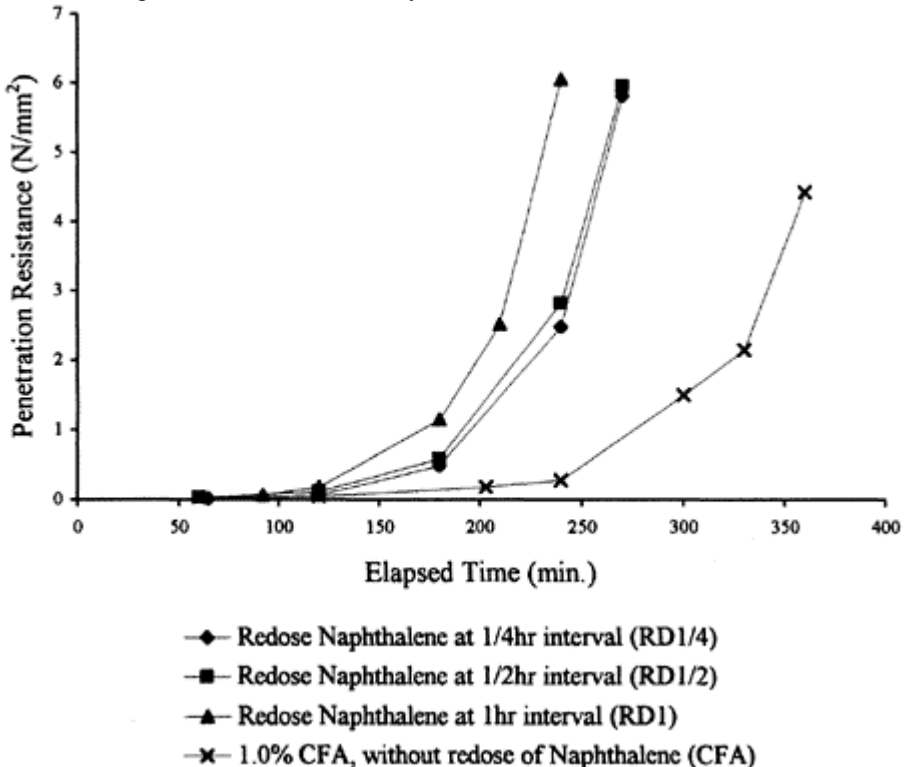 7
6
5
4
3
2
1
0
Penetration Resistance (N/mm²)
0 50 100 150 200 250 300 350 400
Elapsed Time (min.)
Redose Naphthalene at 1/4hr interval (RD1/4)
Redose Naphthalene at 1/2hr interval (RD1/2)
Redose Naphthalene at 1hr interval (RD1)
1.0% CFA, without redose of Naphthalene (CFA)